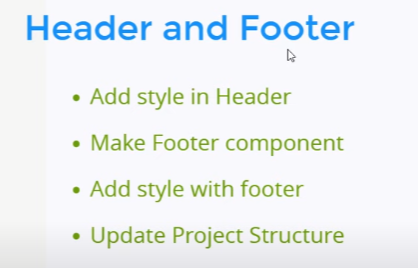 Header and Footer
• Add style in Header
• Make Footer component
• Add style with footer
• Update Project Structure